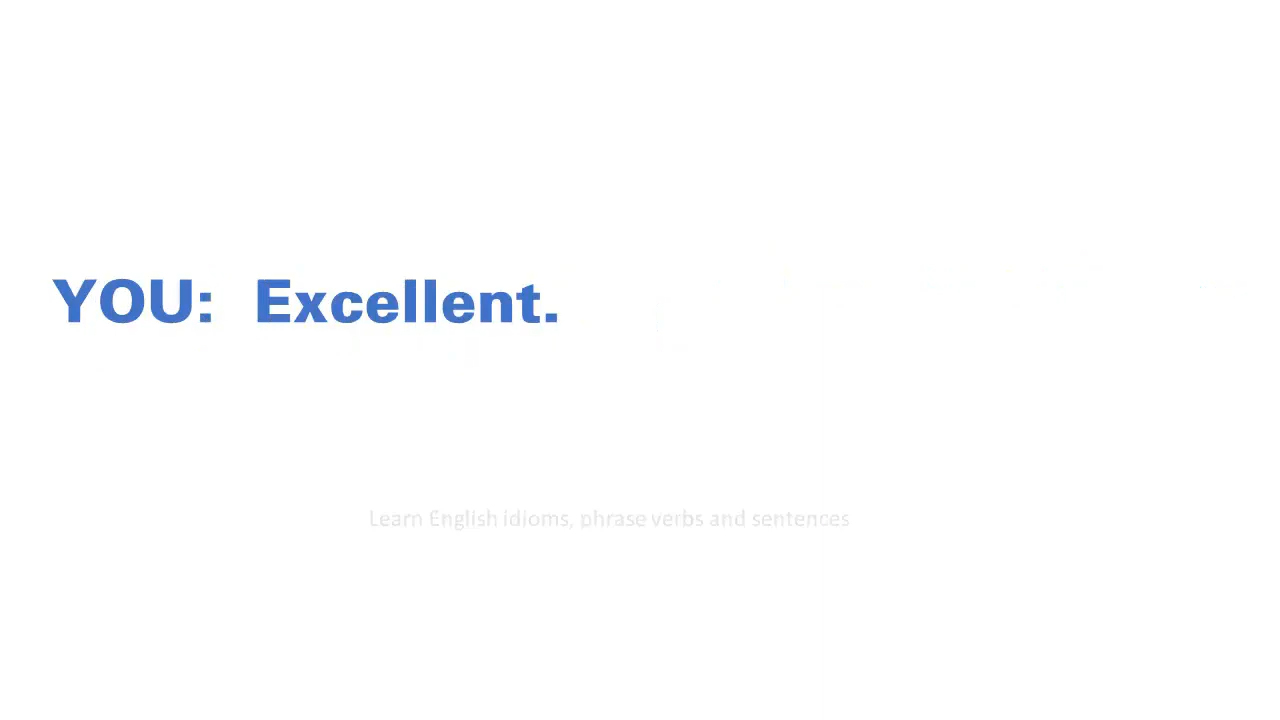 YOU: Excellent.
Learn English idioms, phrase verbs and sentences